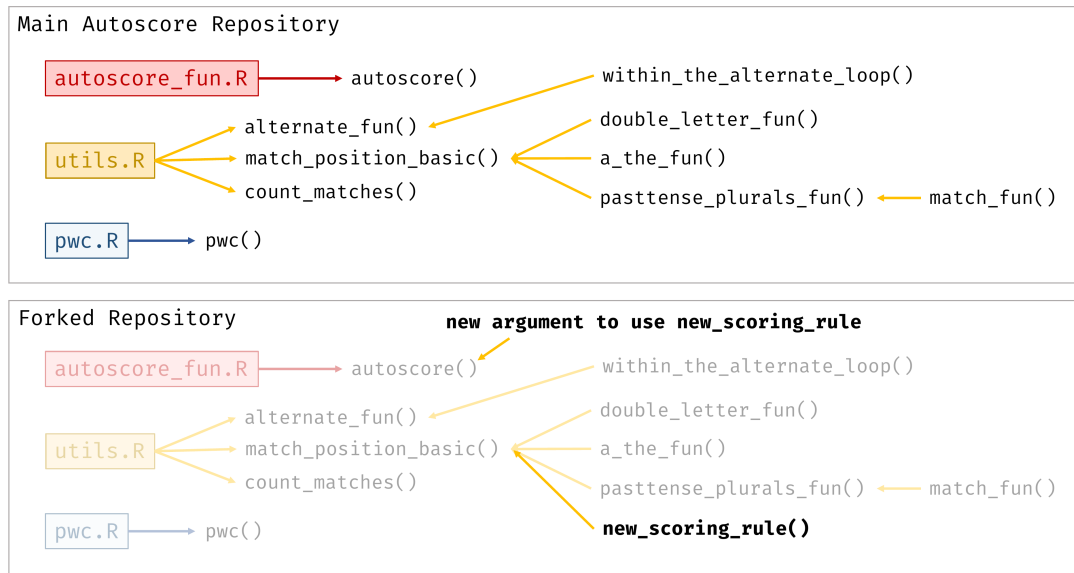 Main Autoscore Repository
autoscore_fun.R autoscore() within_the_alternate_loop()
alternate_fun() double_letter_fun()
utils.R match_position_basic() a_the_fun()
count_matches() pasttense_plurals_fun() match_fun()
pwc.R pwc()
Forked Repository
new argument to use new_scoring_rule
autoscore_fun.R autoscore() within_the_alternate_loop()
alternate_fun() double_letter_fun()
utils.R match_position_basic() a_the_fun()
count_matches() pasttense_plurals_fun() match_fun()
pwc.R pwc() new_scoring_rule()